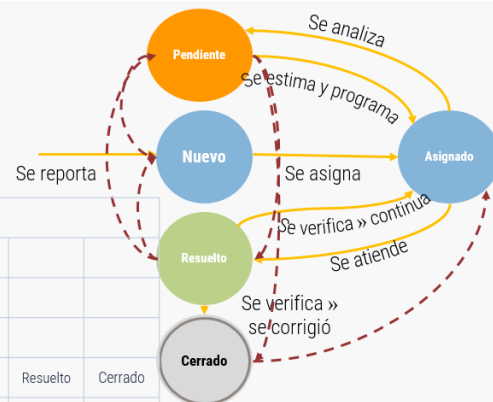 Se analiza
Pendiente
Se estima y programa
Nuevo
Asignado
Se reporta
Se asigna
Se verifica » continua
Resuelto
Se atiende
Se verifica »
se corrigió
Cerrado
Resuelto
Cerrado